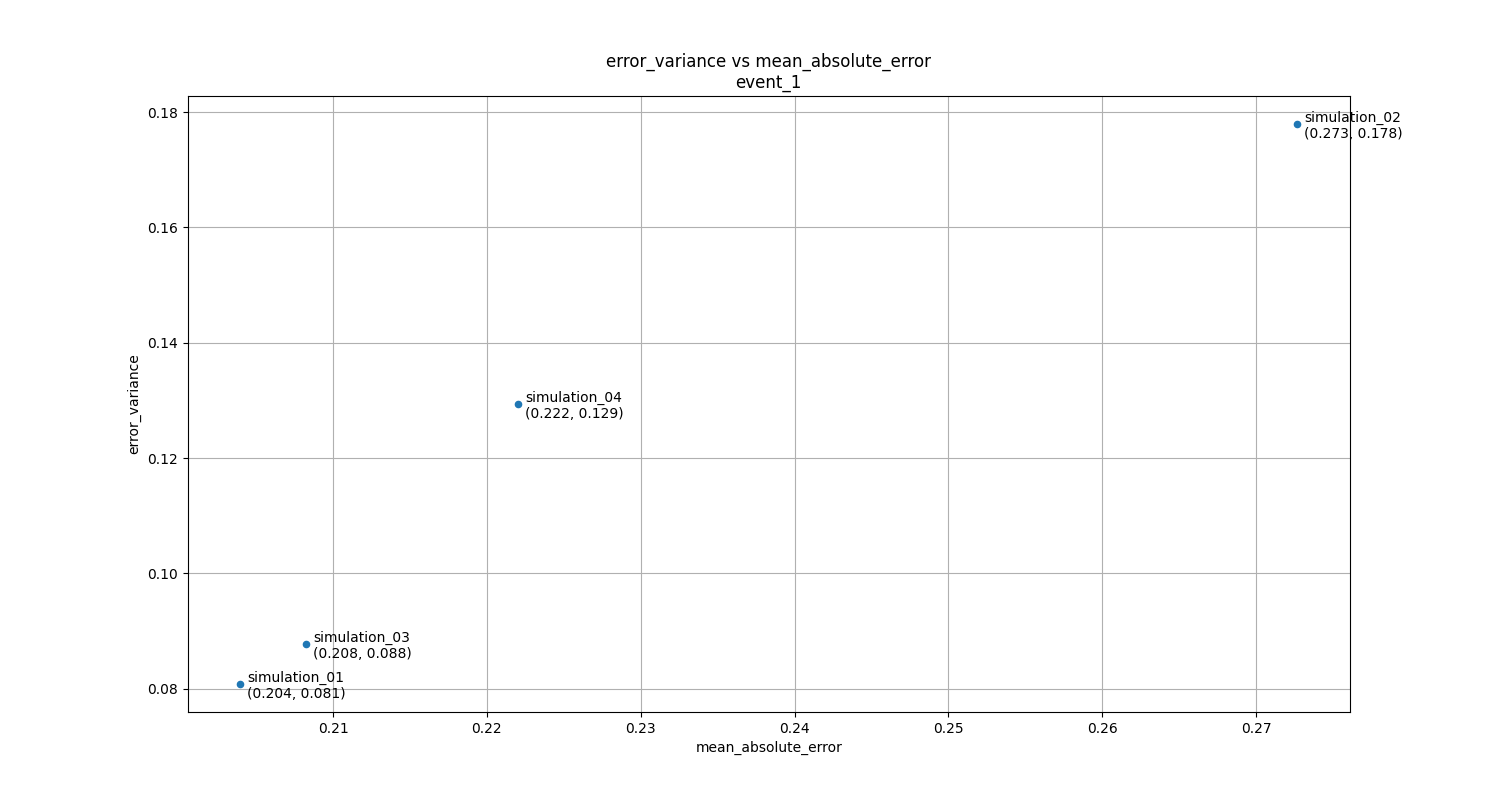 error_variance vs mean_absolute_error
event_1
0.18
0.16
0.14
0.12
0.10
0.08
error_variance
simulation_02
(0.273, 0.178)
simulation_04
(0.222, 0.129)
simulation_03
(0.208, 0.088)
simulation_01
(0.204, 0.081)
0.21 0.22 0.23 0.24 0.25 0.26 0.27
mean_absolute_error